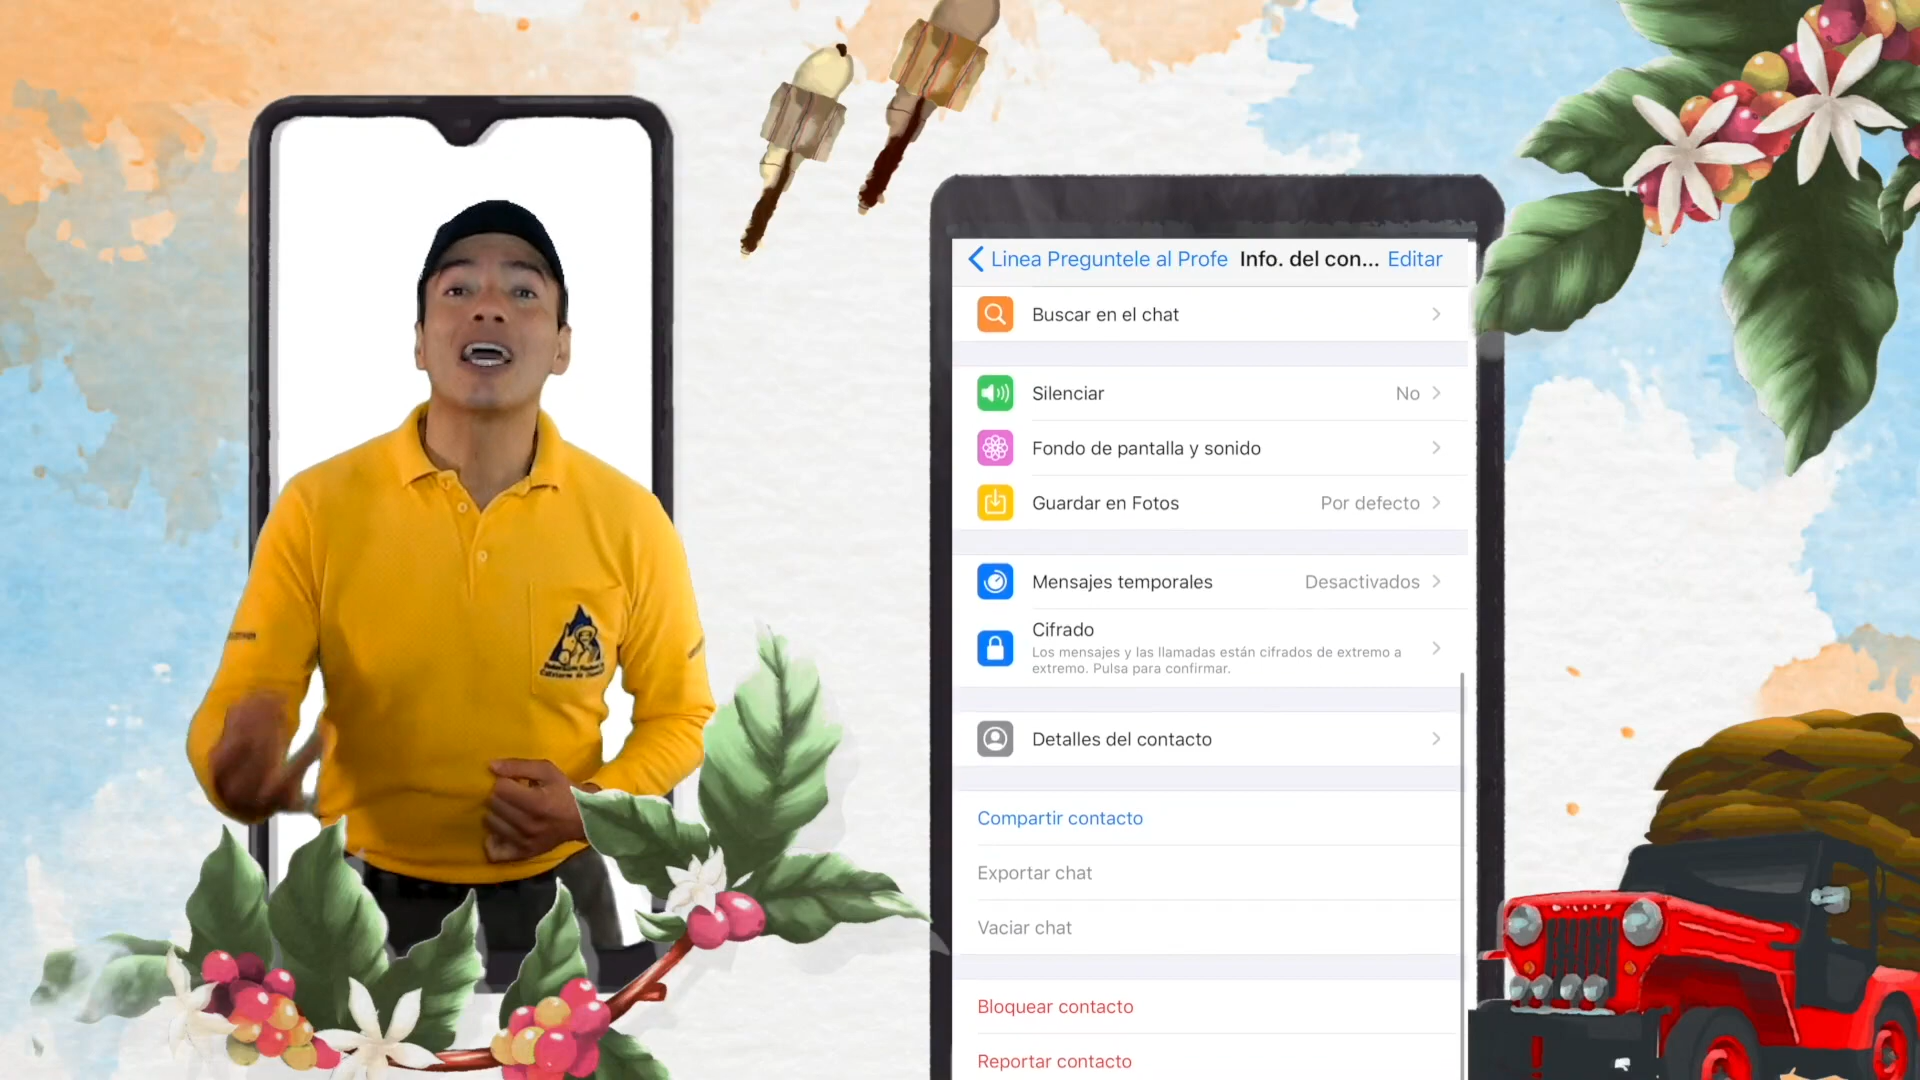 Linea Preguntele al Profe Info. del con... Editar
Buscar en el chat
Silenciar No
Fondo de pantalla y sonido
Guardar en Fotos Por defecto
Mensajes temporales Desactivados
Cifrado
Los mensajes y las llamadas están cifrados de extremo a
extremo. Pulsa para confirmar.
Detalles del contacto
Compartir contacto
Exportar chat
Vaciar chat
Bloquear contacto
Reportar contacto